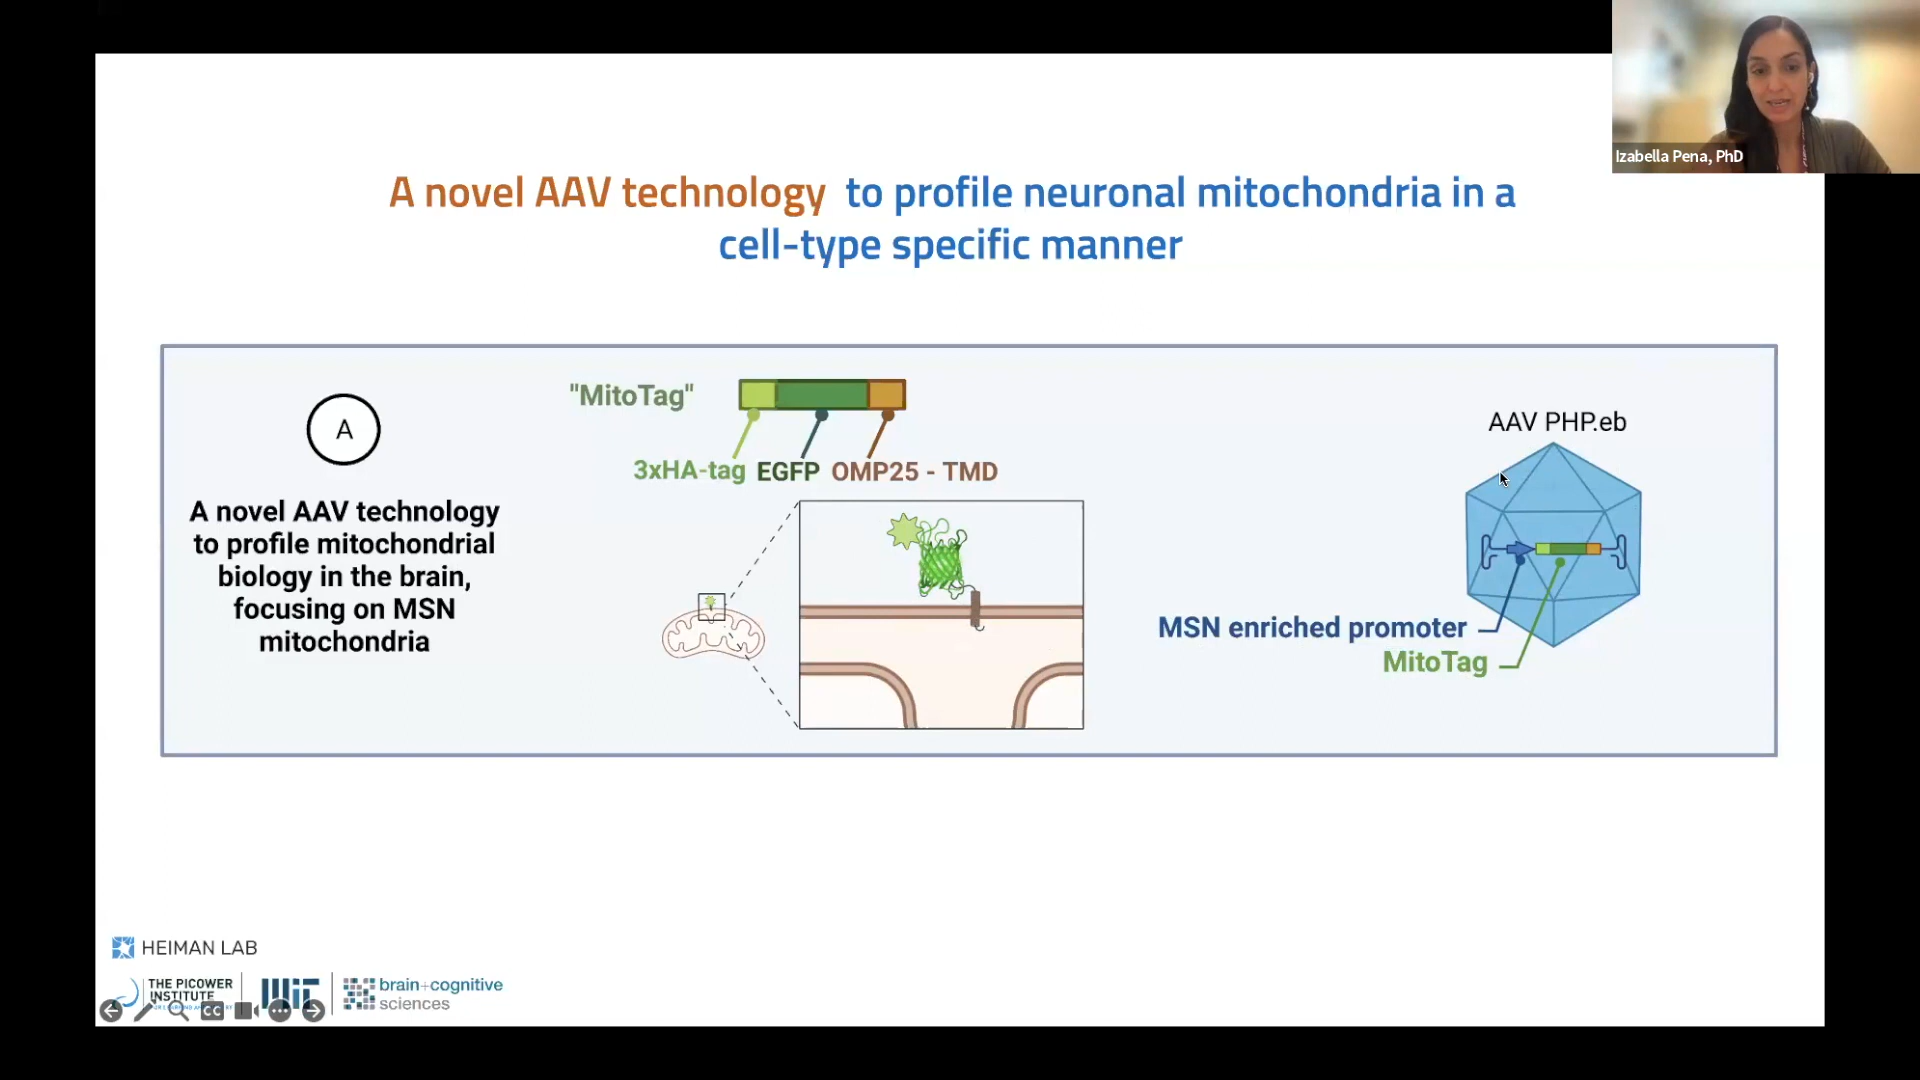 Izabella Pena, PhD
A novel AAV technology to profile neuronal mitochondria in a
cell-type specific manner
A
A novel AAV technology
to profile mitochondrial
biology in the brain,
focusing on MSN
mitochondria
"MitoTag"
3xHA-tag EGFP OMP25 - TMD
AAV PHP.eb
MSN enriched promoter
MitoTag
HEIMAN LAB
THE PICOWER
INSTITUTE
MIT
brain+cognitive
sciences
CC